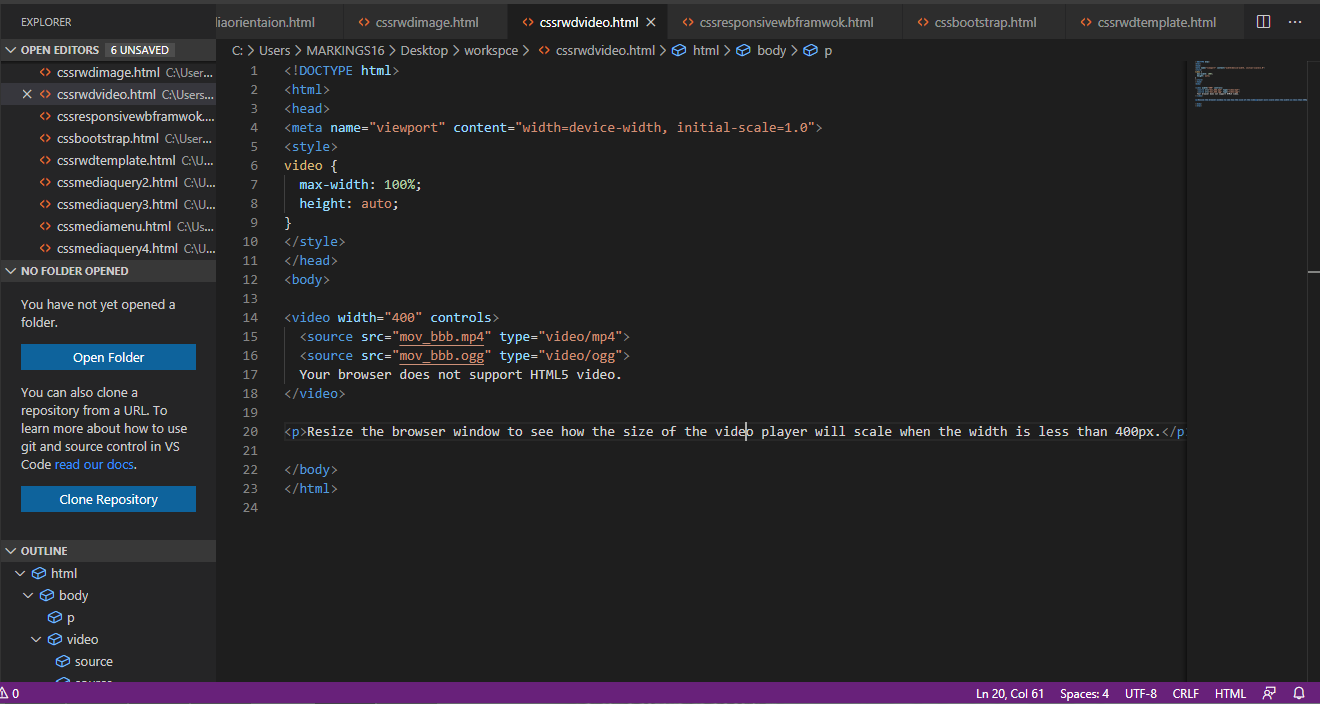 EXPLORER
OPEN EDITORS 6 UNSAVED
cssrwdimage.html C:\User...
cssrwdvideo.html C:\Users...
cssresponsivewbframwok....
cssbootstrap.html C:\User...
cssrwdtemplate.html C:\U...
cssmediaquery2.html C:\U...
cssmediaquery3.html C:\U...
cssmediamenu.html C:\Us...
cssmediaquery4.html C:\U...
NO FOLDER OPENED
You have not yet opened a
folder.
Open Folder
You can also clone a
repository from a URL. To
learn more about how to use
git and source control in VS
Code read our docs.
Clone Repository
OUTLINE
html
body
p
video
source
liaorientaion.html cssrwdimage.html cssrwdvideo.html cssresponsivewbframwok.html cssbootstrap.html cssrwdtemplate.html ...
C: > Users > MARKINGS16 > Desktop > workspce > cssrwdvideo.html > html > body > p
1 <!DOCTYPE html>
2 <html>
3 <head>
4 <meta name="viewport" content="width=device-width, initial-scale=1.0">
5 <style>
6 video {
7 max-width: 100%;
8 height: auto;
9 }
10 </style>
11 </head>
12 <body>
13
14 <video width="400" controls>
15 <source src="mov_bbb.mp4" type="video/mp4">
16 <source src="mov_bbb.ogg" type="video/ogg">
17 Your browser does not support HTML5 video.
18 </video>
19
20 <p>Resize the browser window to see how the size of the video player will scale when the width is less than 400px.</p
21
22 </body>
23 </html>
24
0 Ln 20, Col 61 Spaces: 4 UTF-8 CRLF HTML